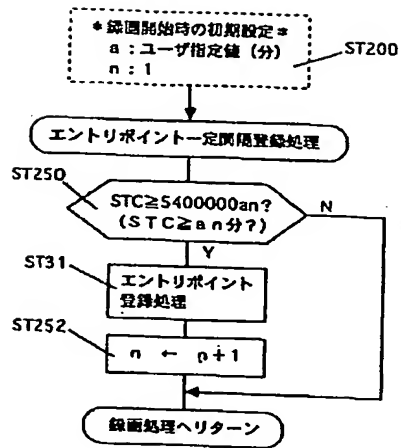 *録画開始時の初期設定*
a:ユーザ指定値(分)
n:1
ST200
エントリポイント一定間隔登録処理
ST250
STC≧5400000an?
(STC≧an分?)
N
Y
ST31
エントリポイント
登録処理
ST252
n ← n+1
録画処理へリターン